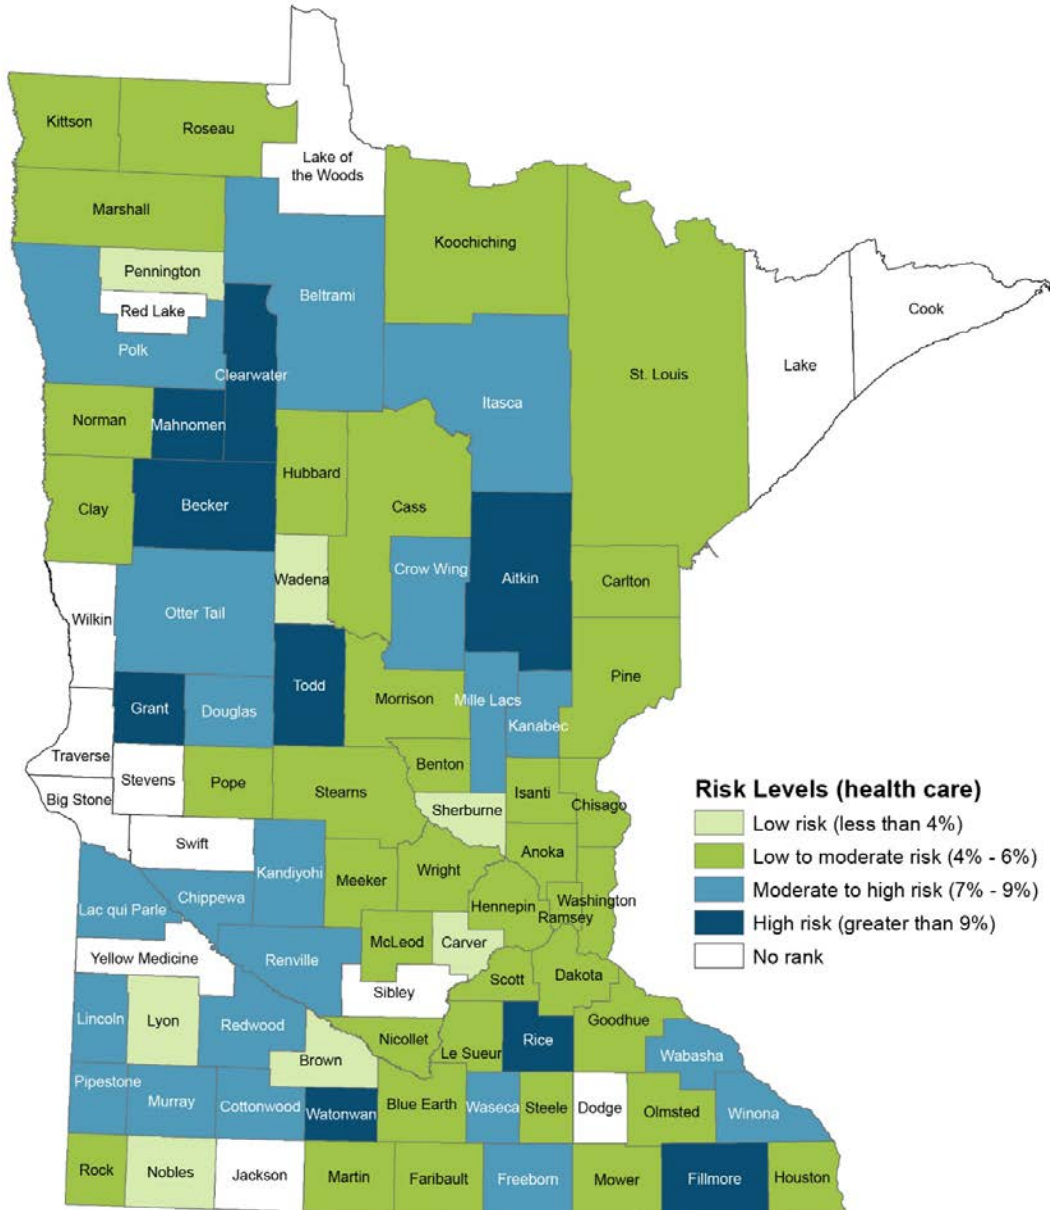 Kittson
Roseau
Lake of
the Woods
Marshall
Koochiching
Pennington
Beltrami
Red Lake
Cook
Polk
Lake
Clearwater
St. Louis
Itasca
Norman
Mahnomen
Hubbard
Becker
Clay
Cass
Crow Wing
Aitkin
Wadena
Carlton
Otter Tail
Wilkin
Pine
Todd
Morrison
Mille Lacs
Grant
Douglas
Kanabec
Traverse
Stevens
Pope
Benton
Stearns
Isanti
Big Stone
Chisago
Sherburne
Risk Levels (health care)
Low risk (less than 4%)
Low to moderate risk (4% - 6%)
Moderate to high risk (7% - 9%)
High risk (greater than 9%)
No rank
Swift
Anoka
Kandiyohi
Wright
Meeker
Chippewa
Washington
Lac qui Parle
Hennepin
Ramsey
McLeod
Carver
Yellow Medicine
Renville
Dakota
Scott
Sibley
Lincoln
Lyon
Redwood
Goodhue
Nicollet
Rice
Le Sueur
Wabasha
Brown
Pipestone
Murray
Cottonwood
Watonwan
Blue Earth
Waseca
Steele
Dodge
Olmsted
Winona
Rock
Nobles
Jackson
Martin
Faribault
Freeborn
Mower
Fillmore
Houston